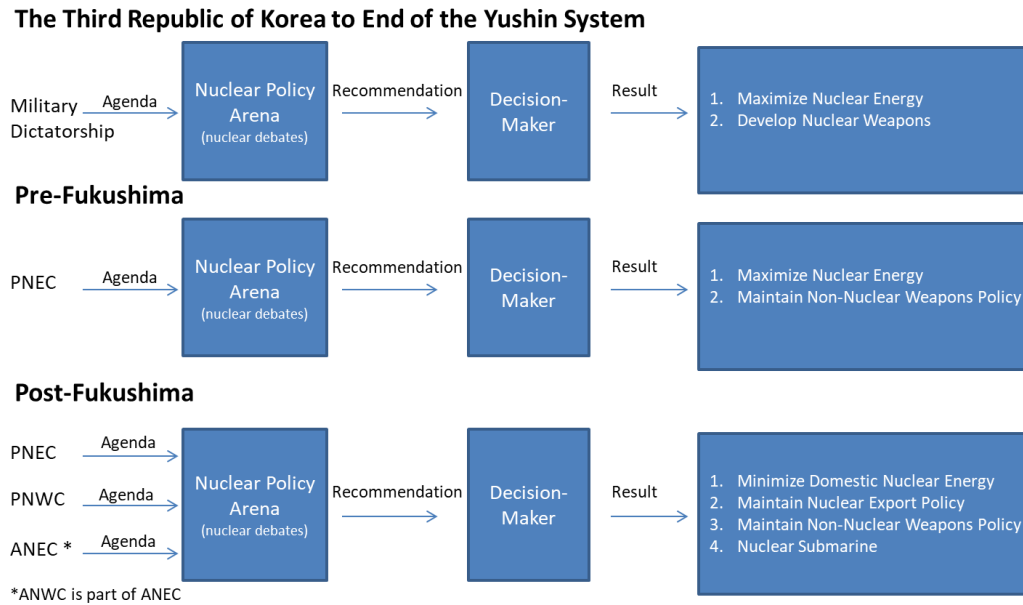 The Third Republic of Korea to End of the Yushin System
Military
Dictatorship
Agenda
Nuclear Policy
Arena
(nuclear debates)
Recommendation
Decision-
Maker
Result
1. Maximize Nuclear Energy
2. Develop Nuclear Weapons
Pre-Fukushima
PNEC
Agenda
Nuclear Policy
Arena
(nuclear debates)
Recommendation
Decision-
Maker
Result
1. Maximize Nuclear Energy
2. Maintain Non-Nuclear Weapons Policy
Post-Fukushima
PNEC
Agenda
PNWC
Agenda
ANEC *
Agenda
Nuclear Policy
Arena
(nuclear debates)
Recommendation
Decision-
Maker
Result
1. Minimize Domestic Nuclear Energy
2. Maintain Nuclear Export Policy
3. Maintain Non-Nuclear Weapons Policy
4. Nuclear Submarine
*ANWC is part of ANEC